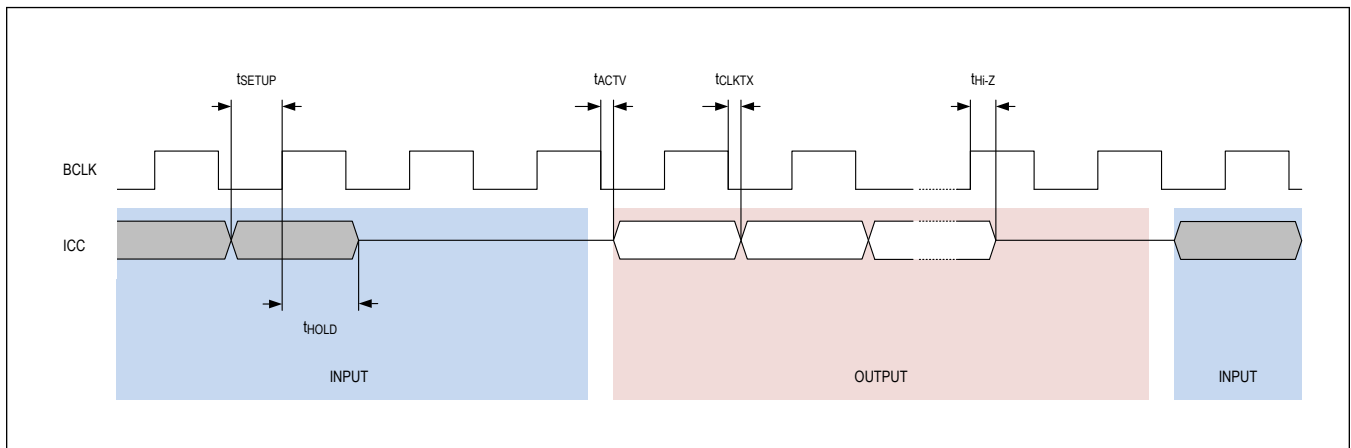 tSETUP
tACTV
tCLKTX
tHi-Z
BCLK
ICC
tHOLD
INPUT
OUTPUT
INPUT